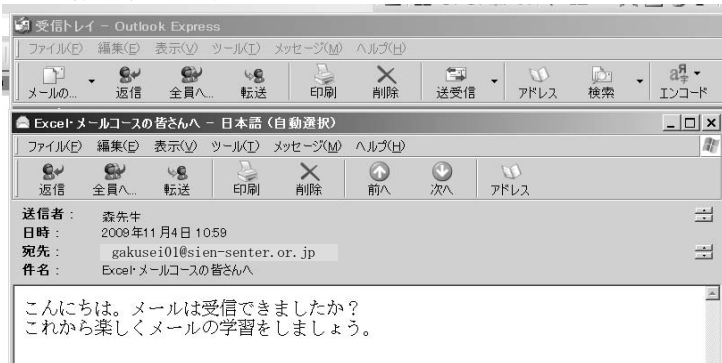 受信トレイ - Outlook Express
ファイル(F) 編集(E) 表示(V) ツール(T) メッセージ(M) ヘルプ(H)
メールの... 返信 全員へ... 転送 印刷 削除 送受信 アドレス 検索 エンコード
Excel・メールコースの皆さんへ - 日本語 (自動選択)
ファイル(F) 編集(E) 表示(V) ツール(T) メッセージ(M) ヘルプ(H)
返信 全員へ... 転送 印刷 削除 前へ 次へ アドレス
送信者 : 森先生
日時 : 2009年11月4日 10:59
宛先 : gakusei01@sien-senter.or.jp
件名 : Excel・メールコースの皆さんへ
こんにちは。メールは受信できましたか？
これから楽しくメールの学習をしましょう。